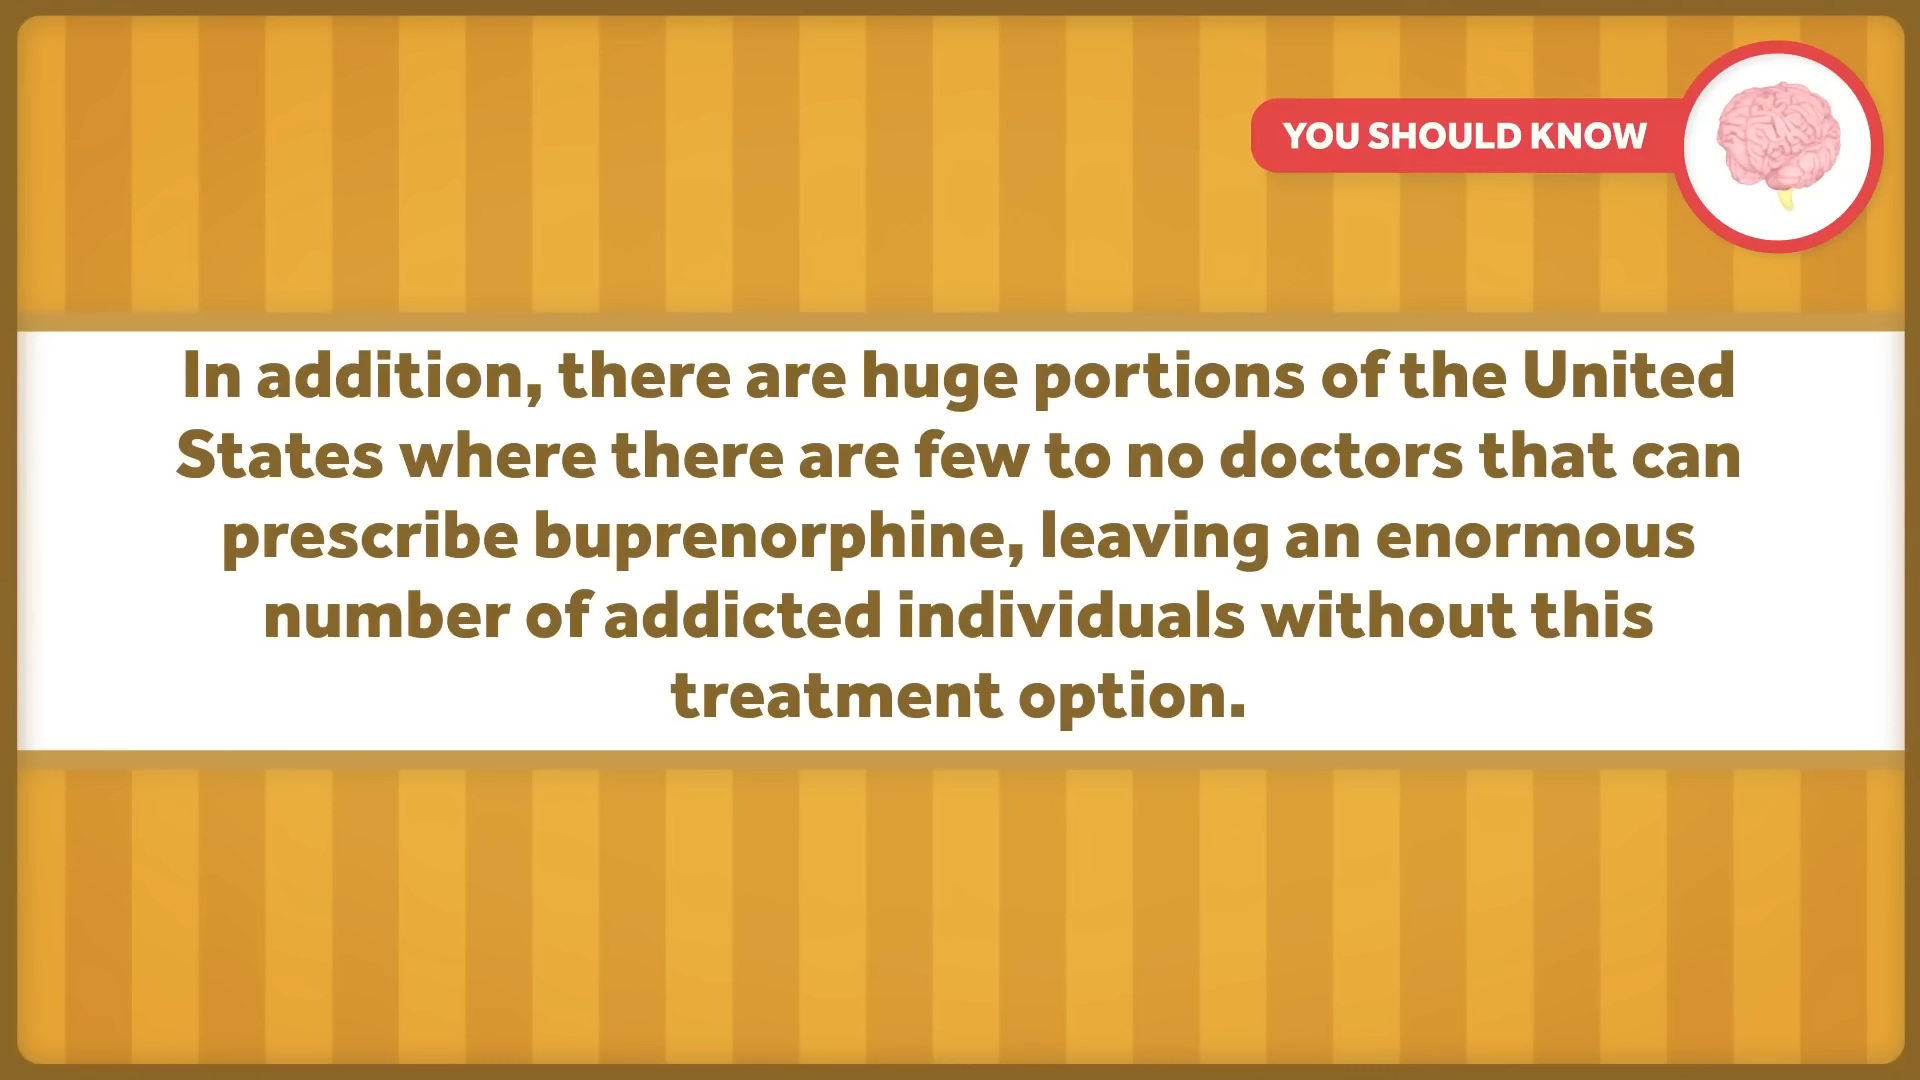 YOU SHOULD KNOW
In addition, there are huge portions of the United
States where there are few to no doctors that can
prescribe buprenorphine, leaving an enormous
number of addicted individuals without this
treatment option.